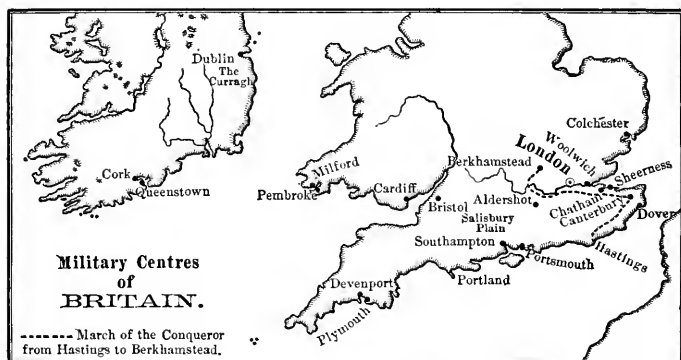 Dublin
The
Curragh
Cork
Queenstown
Milford
Pembroke
Cardiff
Bristol
Colchester
Berkhamstead
London
Woolwich
Sheerness
Aldershot
Chatham
Canterbury
Dover
Salisbury
Plain
Hastings
Southampton
Portsmouth
Portland
Devenport
Plymouth
Military Centres
of
BRITAIN.
March of the Conqueror
from Hastings to Berkhamstead.